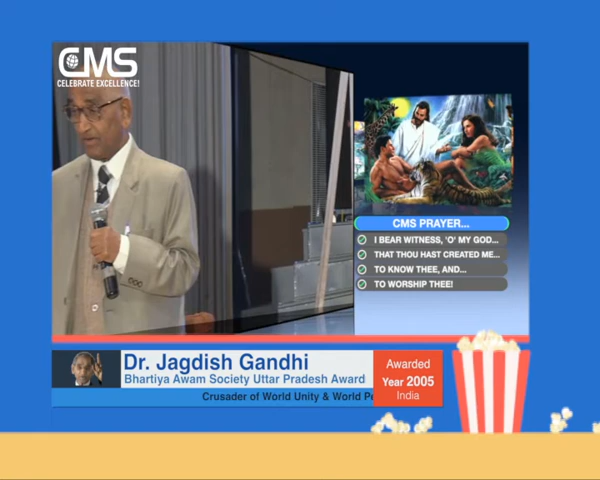 CMS
CELEBRATE EXCELLENCE!
CMS PRAYER...
I BEAR WITNESS, 'O' MY GOD...
THAT THOU HAST CREATED ME...
TO KNOW THEE, AND...
TO WORSHIP THEE!
Dr. Jagdish Gandhi
Bhartiya Awam Society Uttar Pradesh Award
Crusader of World Unity & World Pe
Awarded
Year 2005
India